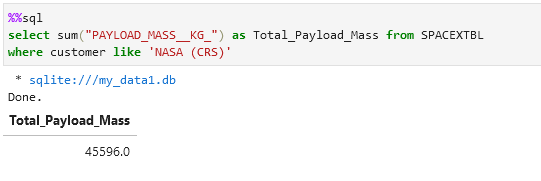 %%sql
select sum("PAYLOAD_MASS__KG_") as Total_Payload_Mass from SPACEXTBL
where customer like 'NASA (CRS)'
* sqlite:///my_data1.db
Done.
Total_Payload_Mass
45596.0